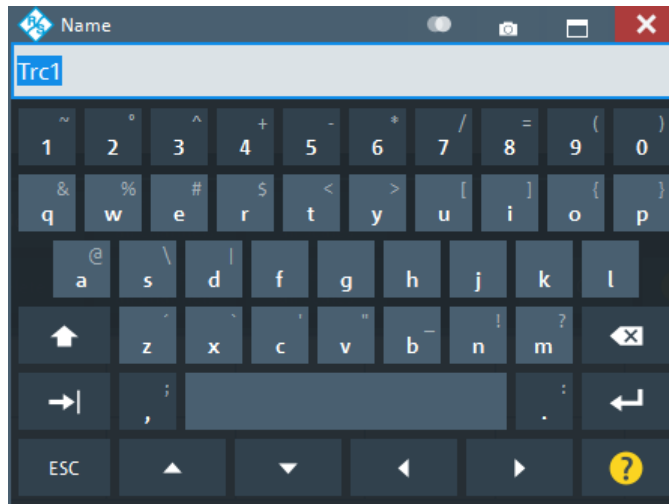 R&S Name
Trc1
~ ° ^ + - * / = ( )
1 2 3 4 5 6 7 8 9 0
& % # $ < > [ ] { }
q w e r t y u i o p
@ \ |
a s d f g h j k l
´ ` ' " _ ! ?
z x c v b n m
; :
, .
ESC ?